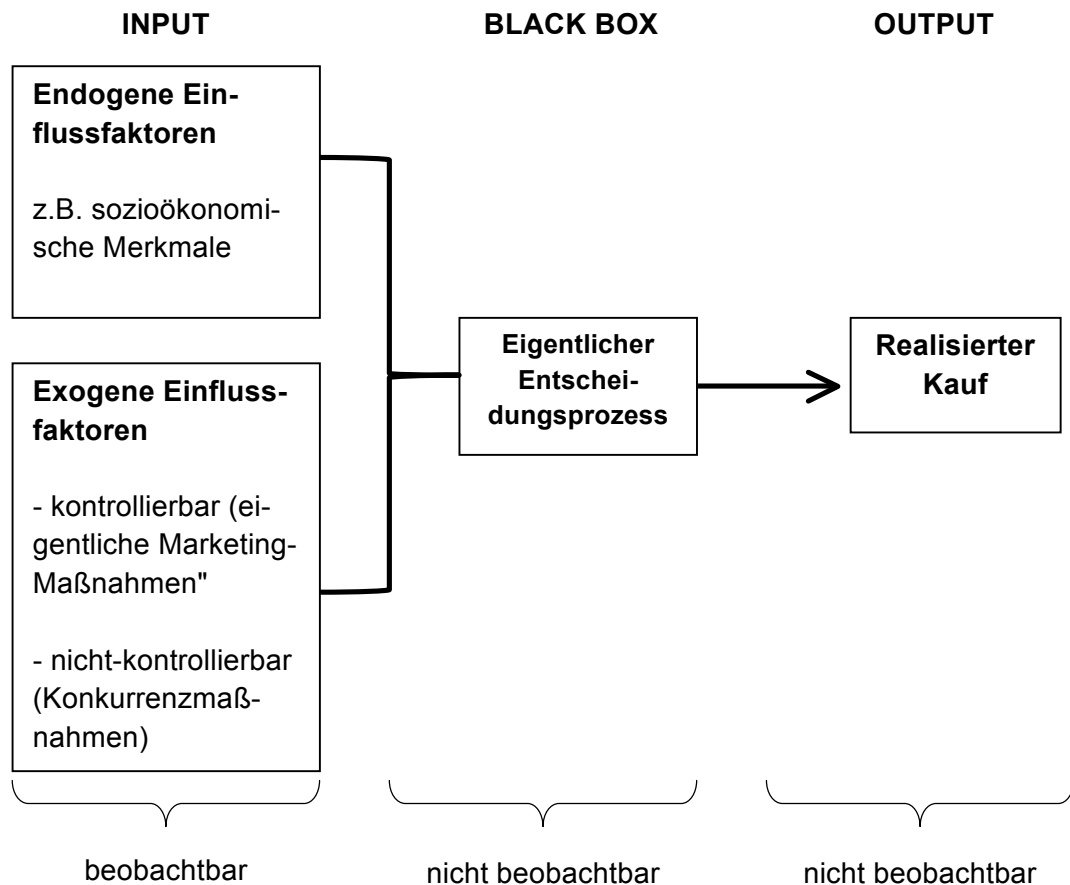 INPUT
BLACK BOX
OUTPUT
Endogene Ein-
flussfaktoren
z.B. sozioökonomi-
sche Merkmale
Exogene Einfluss-
faktoren
- kontrollierbar (ei-
gentliche Marketing-
Maßnahmen"
- nicht-kontrollierbar
(Konkurrenzmaß-
nahmen)
Eigentlicher
Entschei-
dungsprozess
Realisierter
Kauf
beobachtbar
nicht beobachtbar
nicht beobachtbar